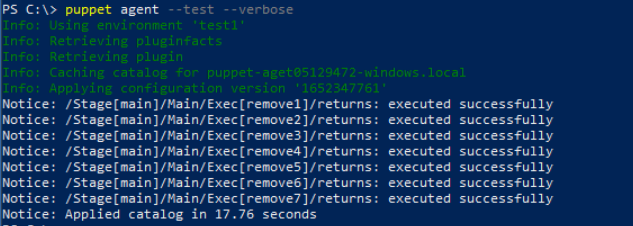 PS C:\> puppet agent --test --verbose
Info: Using environment 'test1'
Info: Retrieving pluginfacts
Info: Retrieving plugin
Info: Caching catalog for puppet-aget05129472-windows.local
Info: Applying configuration version '1652347761'
Notice: /Stage[main]/Main/Exec[remove1]/returns: executed successfully
Notice: /Stage[main]/Main/Exec[remove2]/returns: executed successfully
Notice: /Stage[main]/Main/Exec[remove3]/returns: executed successfully
Notice: /Stage[main]/Main/Exec[remove4]/returns: executed successfully
Notice: /Stage[main]/Main/Exec[remove5]/returns: executed successfully
Notice: /Stage[main]/Main/Exec[remove6]/returns: executed successfully
Notice: /Stage[main]/Main/Exec[remove7]/returns: executed successfully
Notice: Applied catalog in 17.76 seconds